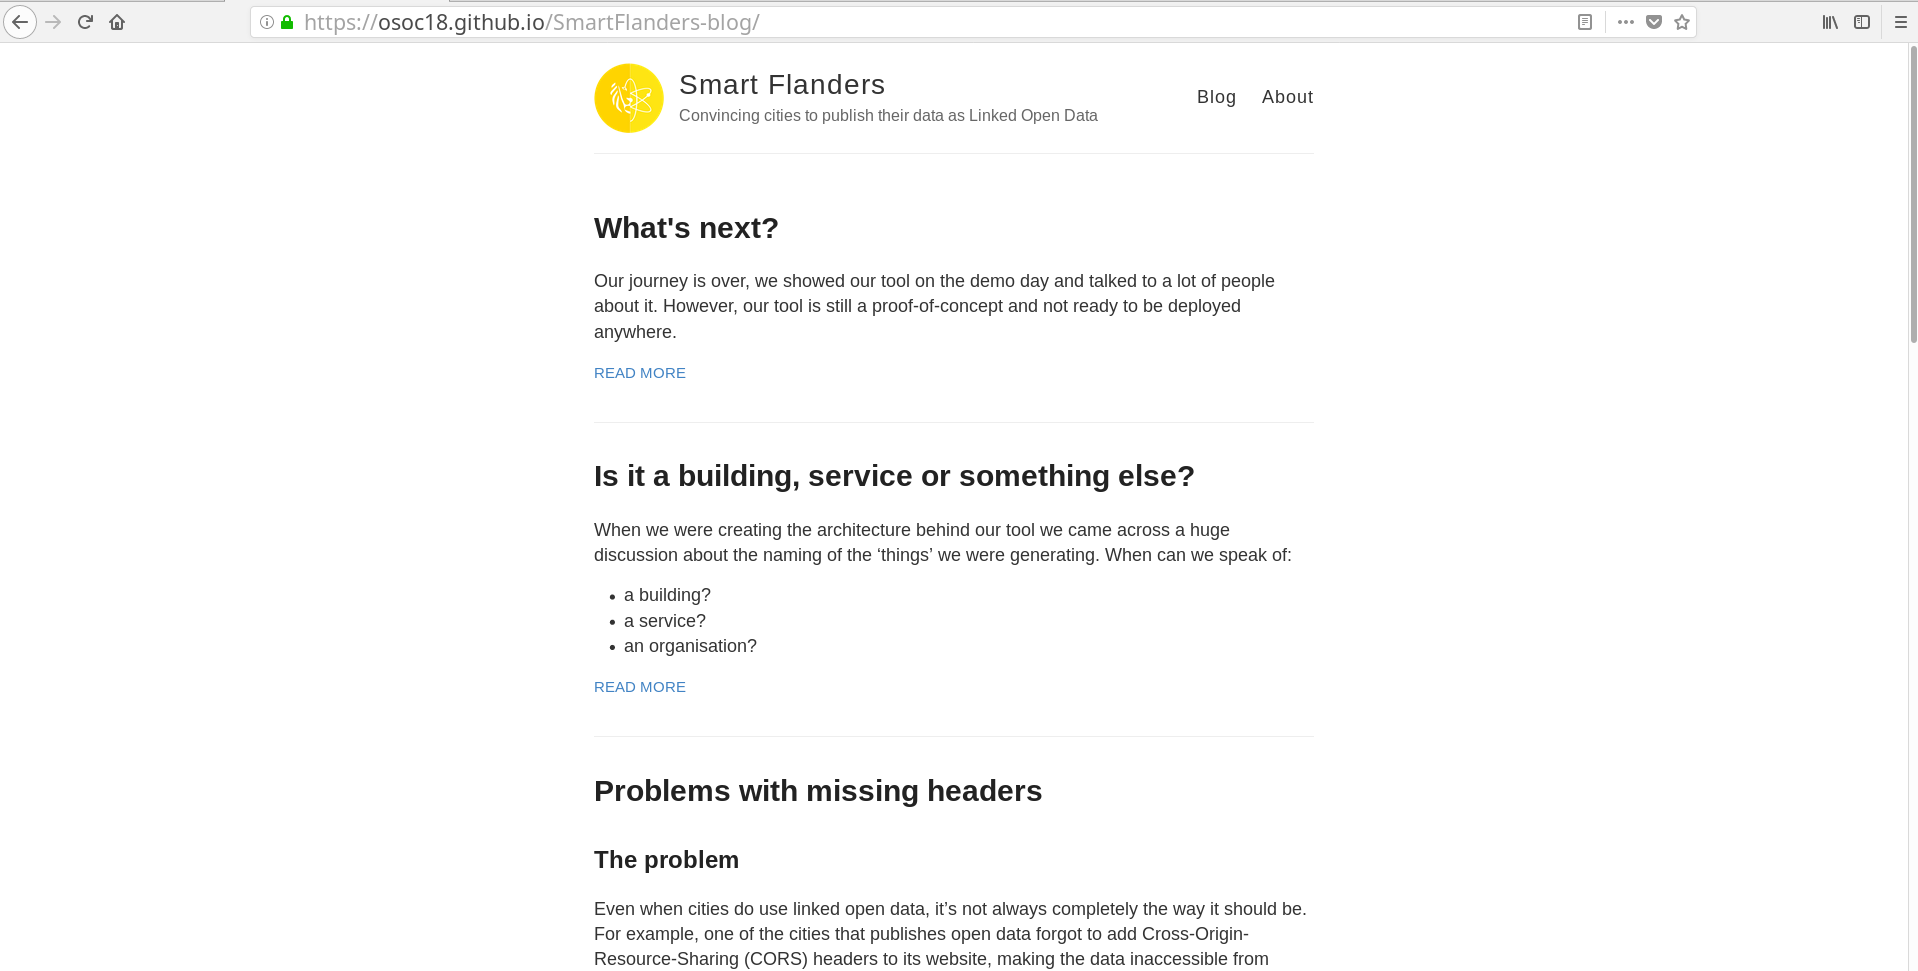 https://osoc18.github.io/SmartFlanders-blog/
Smart Flanders
Convincing cities to publish their data as Linked Open Data
Blog
About
What's next?
Our journey is over, we showed our tool on the demo day and talked to a lot of people
about it. However, our tool is still a proof-of-concept and not ready to be deployed
anywhere.
READ MORE
Is it a building, service or something else?
When we were creating the architecture behind our tool we came across a huge
discussion about the naming of the ‘things’ we were generating. When can we speak of:
• a building?
• a service?
• an organisation?
READ MORE
Problems with missing headers
The problem
Even when cities do use linked open data, it’s not always completely the way it should be.
For example, one of the cities that publishes open data forgot to add Cross-Origin-
Resource-Sharing (CORS) headers to its website, making the data inaccessible from